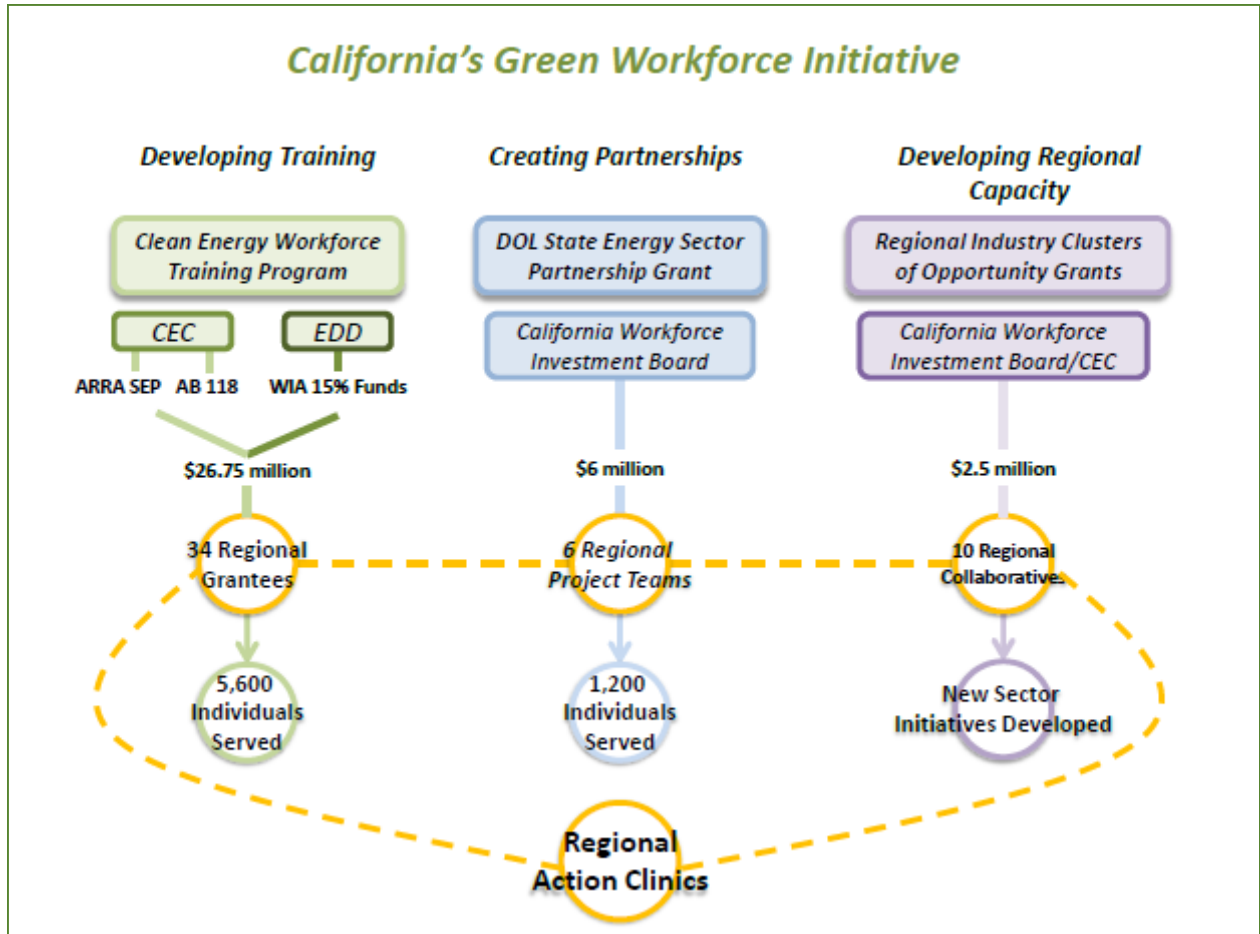 California's Green Workforce Initiative
Developing Training
Creating Partnerships
Developing Regional
Capacity
Clean Energy Workforce
Training Program
DOL State Energy Sector
Partnership Grant
Regional Industry Clusters
of Opportunity Grants
CEC
EDD
California Workforce
Investment Board
California Workforce
Investment Board/CEC
ARRA SEP
AB 118
WIA 15% Funds
$26.75 million
$6 million
$2.5 million
34 Regional
Grantees
6 Regional
Project Teams
10 Regional
Collaboratives
5,600
Individuals
Served
1,200
Individuals
Served
New Sector
Initiatives Developed
Regional
Action Clinics